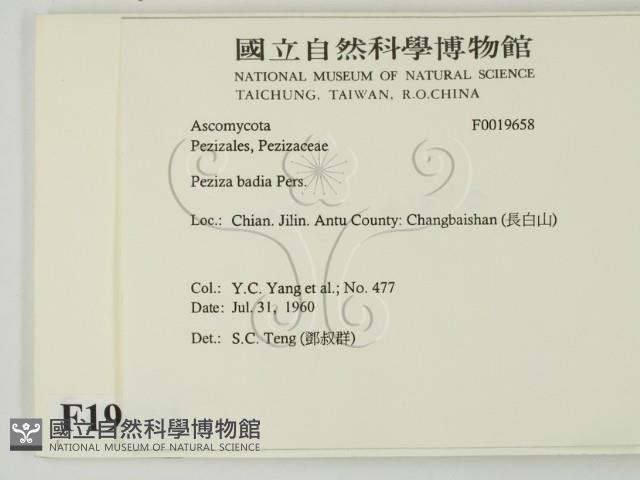 國立自然科學博物館
NATIONAL MUSEUM OF NATURAL SCIENCE
TAICHUNG, TAIWAN, R.O.CHINA
Ascomycota F0019658
Pezizales, Pezizaceae
Peziza badia Pers.
Loc.: Chian. Jilin. Antu County: Changbaishan (長白山)
Col.: Y.C. Yang et al.; No. 477
Date: Jul. 31, 1960
Det.: S.C. Teng (鄧叔群)
F19
國立自然科學博物館
NATIONAL MUSEUM OF NATURAL SCIENCE